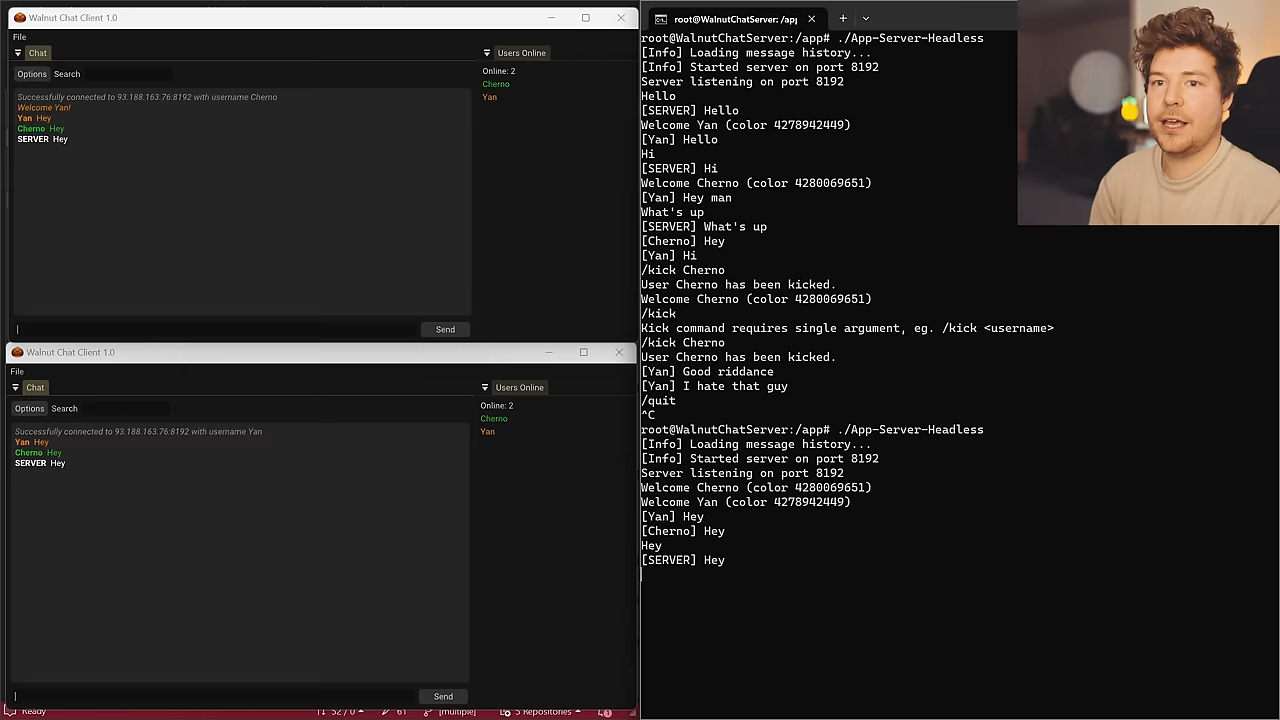 Walnut Chat Client 1.0
File
Chat
Users Online
Options Search
Online: 2
Cherno
Yan
Successfully connected to 93.188.163.76:8192 with username Cherno
Welcome Yan!
Yan Hey
Cherno Hey
SERVER Hey
Send
Walnut Chat Client 1.0
File
Chat
Users Online
Options Search
Online: 2
Cherno
Yan
Successfully connected to 93.188.163.76:8192 with username Yan
Yan Hey
Cherno Hey
SERVER Hey
Send
Ready
52 / 0
61
[multiple]
5 Repositories
root@WalnutChatServer: /app
root@WalnutChatServer:/app# ./App-Server-Headless
[Info] Loading message history...
[Info] Started server on port 8192
Server listening on port 8192
Hello
[SERVER] Hello
Welcome Yan (color 4278942449)
[Yan] Hello
Hi
[SERVER] Hi
Welcome Cherno (color 4280069651)
[Yan] Hey man
What's up
[SERVER] What's up
[Cherno] Hey
[Yan] Hi
/kick Cherno
User Cherno has been kicked.
Welcome Cherno (color 4280069651)
/kick
Kick command requires single argument, eg. /kick <username>
/kick Cherno
User Cherno has been kicked.
[Yan] Good riddance
[Yan] I hate that guy
/quit
^C
root@WalnutChatServer:/app# ./App-Server-Headless
[Info] Loading message history...
[Info] Started server on port 8192
Server listening on port 8192
Welcome Cherno (color 4280069651)
Welcome Yan (color 4278942449)
[Yan] Hey
[Cherno] Hey
Hey
[SERVER] Hey